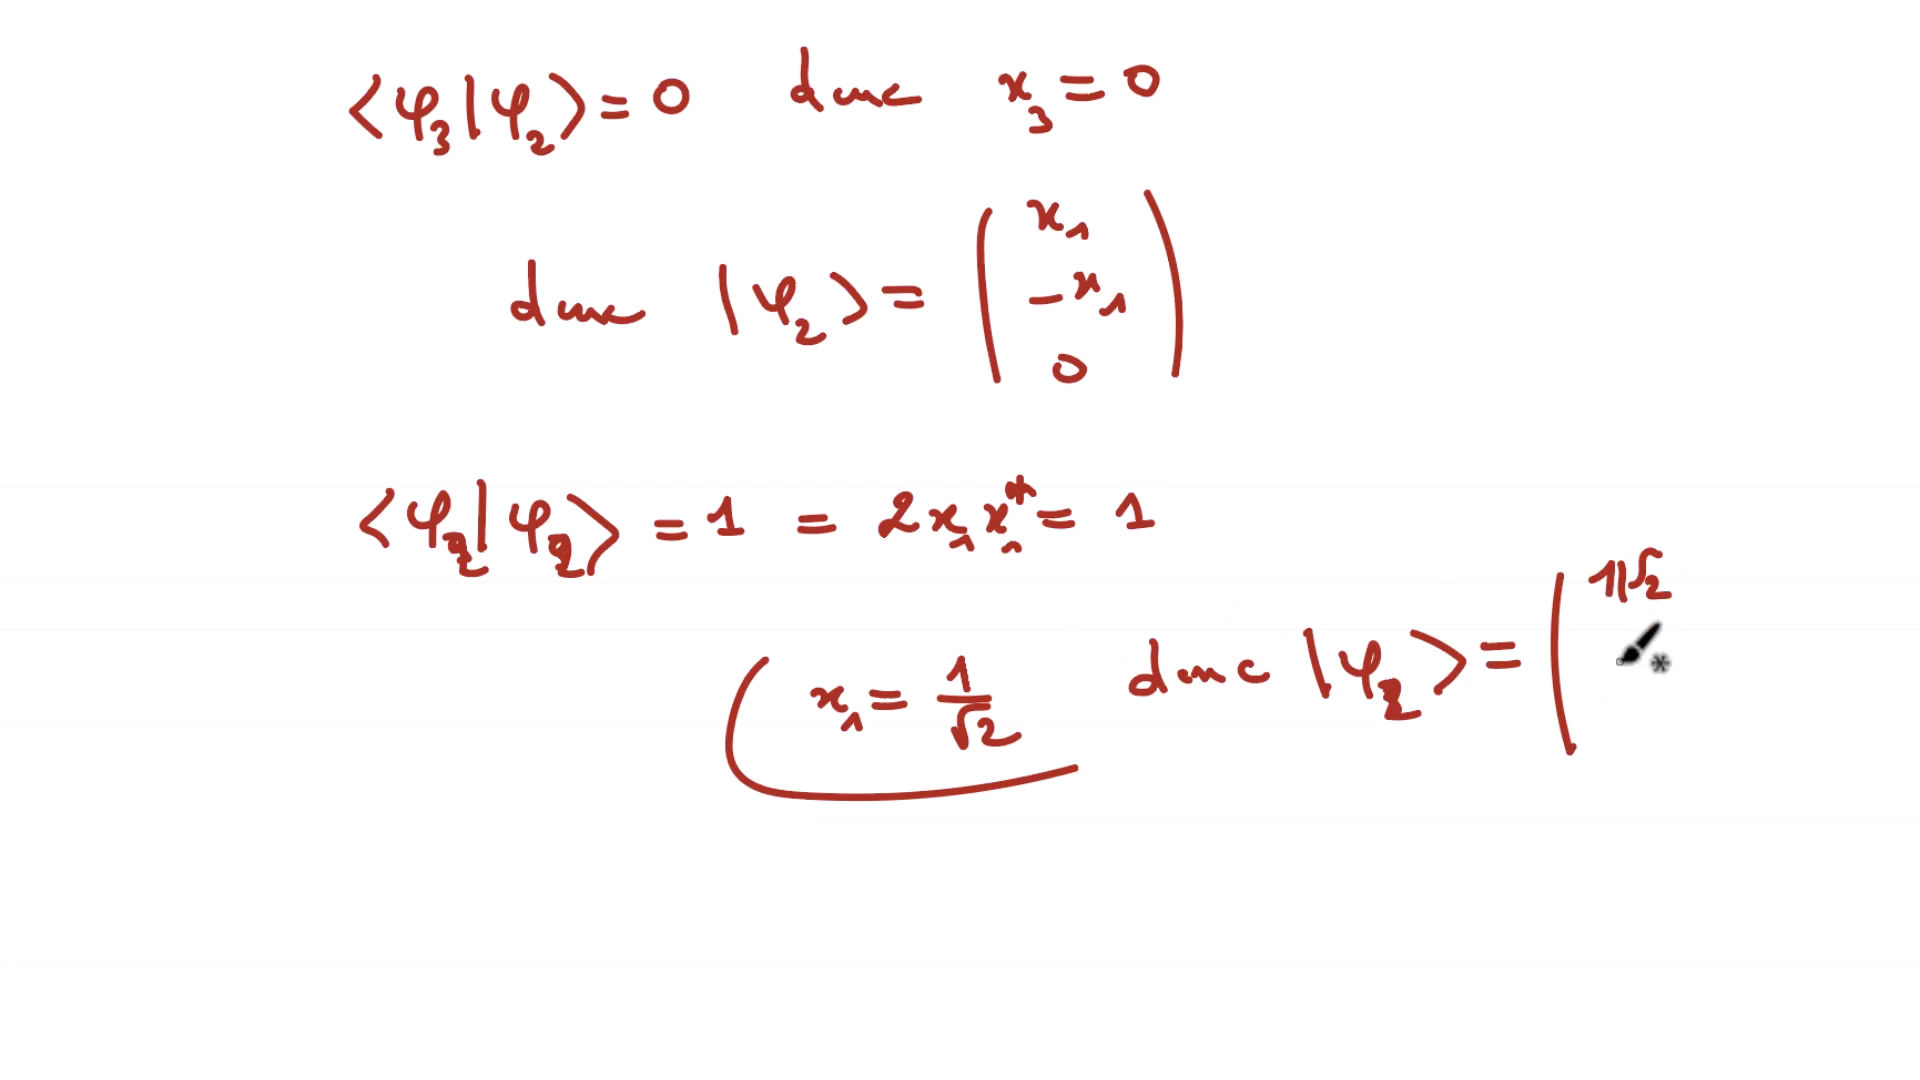 ⟨φ₃|φ₂⟩ = 0 donc x₃ = 0
donc |φ₂⟩ = ( x₁ -x₁ 0 )
⟨φ₂|φ₂⟩ = 1 = 2x₁x₁* = 1
x₁ = 1/√2 donc |φ₂⟩ = ( 1/√2